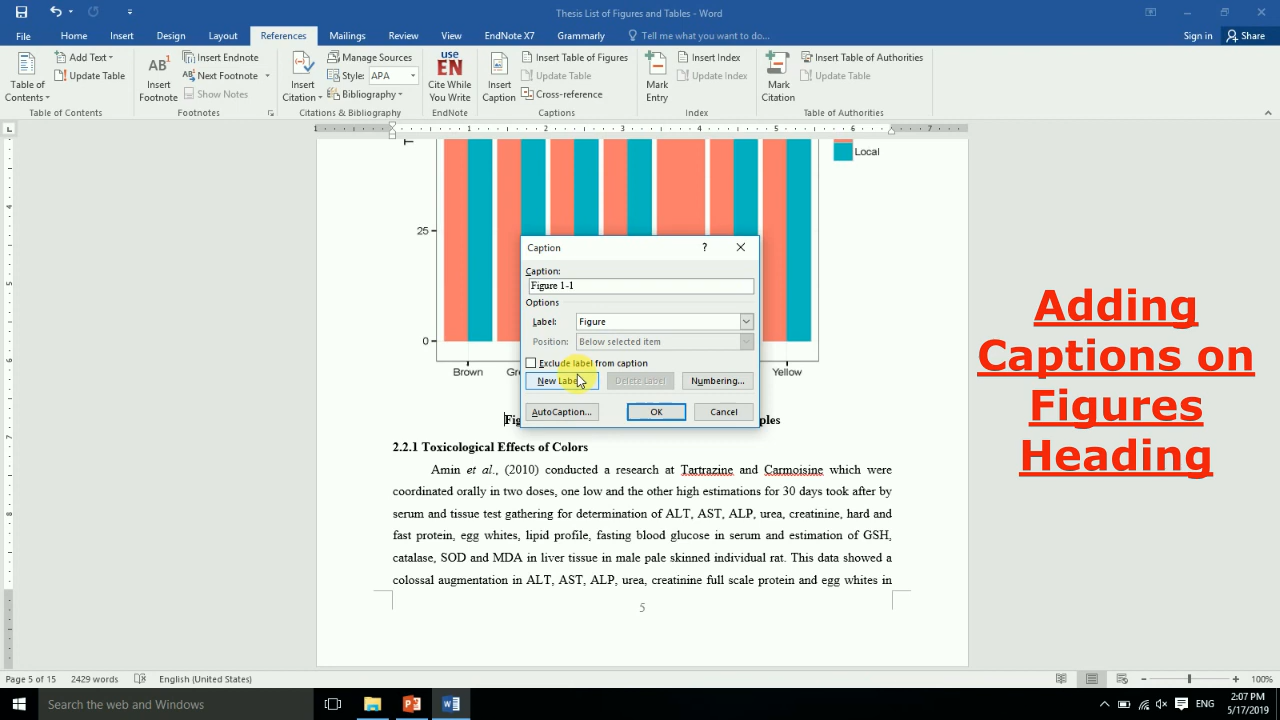 Thesis List of Figures and Tables - Word
File Home Insert Design Layout References Mailings Review View EndNote X7 Grammarly Tell me what you want to do... Sign in Share
Table of Contents
Add Text
Update Table
Table of Contents
AB¹
Insert Footnote
Insert Endnote
Next Footnote
Show Notes
Footnotes
Insert Citation
Manage Sources
Style: APA
Bibliography
Citations & Bibliography
use EN
Cite While You Write
EndNote
Insert Caption
Insert Table of Figures
Update Table
Cross-reference
Captions
Mark Entry
Insert Index
Update Index
Index
Mark Citation
Insert Table of Authorities
Update Table
Table of Authorities
1 1 2 3 4 5 6 7
Local
25
0
Brown
Yellow
Caption
?
Caption:
Figure 1-1
Options
Label: Figure
Position: Below selected item
Exclude label from caption
New Label...
Delete Label
Numbering...
AutoCaption...
OK
Cancel
2.2.1 Toxicological Effects of Colors
Amin et al., (2010) conducted a research at Tartrazine and Carmoisine which were
coordinated orally in two doses, one low and the other high estimations for 30 days took after by
serum and tissue test gathering for determination of ALT, AST, ALP, urea, creatinine, hard and
fast protein, egg whites, lipid profile, fasting blood glucose in serum and estimation of GSH,
catalase, SOD and MDA in liver tissue in male pale skinned individual rat. This data showed a
colossal augmentation in ALT, AST, ALP, urea, creatinine full scale protein and egg whites in
5
Adding
Captions on
Figures
Heading
Page 5 of 15 2429 words English (United States) 100%
Search the web and Windows
ENG
2:07 PM
5/17/2019